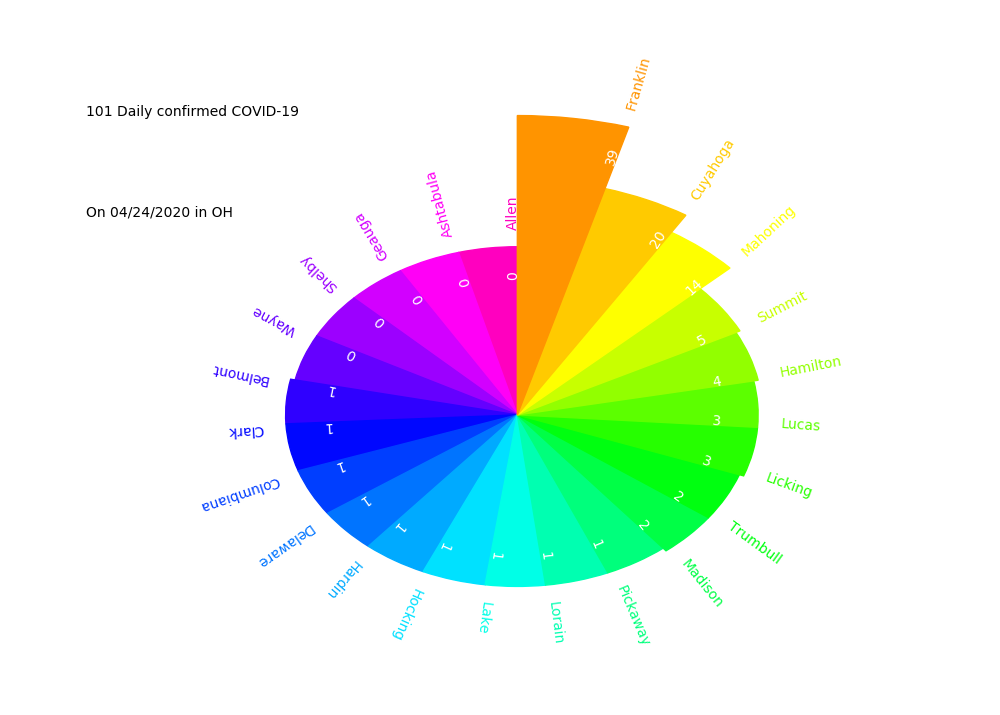 101 Daily confirmed COVID-19
On 04/24/2020 in OH
Franklin
39
Cuyahoga
20
Mahoning
14
Summit
5
Hamilton
4
Lucas
3
Licking
3
Trumbull
2
Madison
2
Pickaway
1
Lorain
1
Lake
1
Hocking
1
Hardin
1
Delaware
1
Columbiana
1
Clark
1
Belmont
1
Wayne
0
Shelby
0
Geauga
0
Ashtabula
0
Allen
0